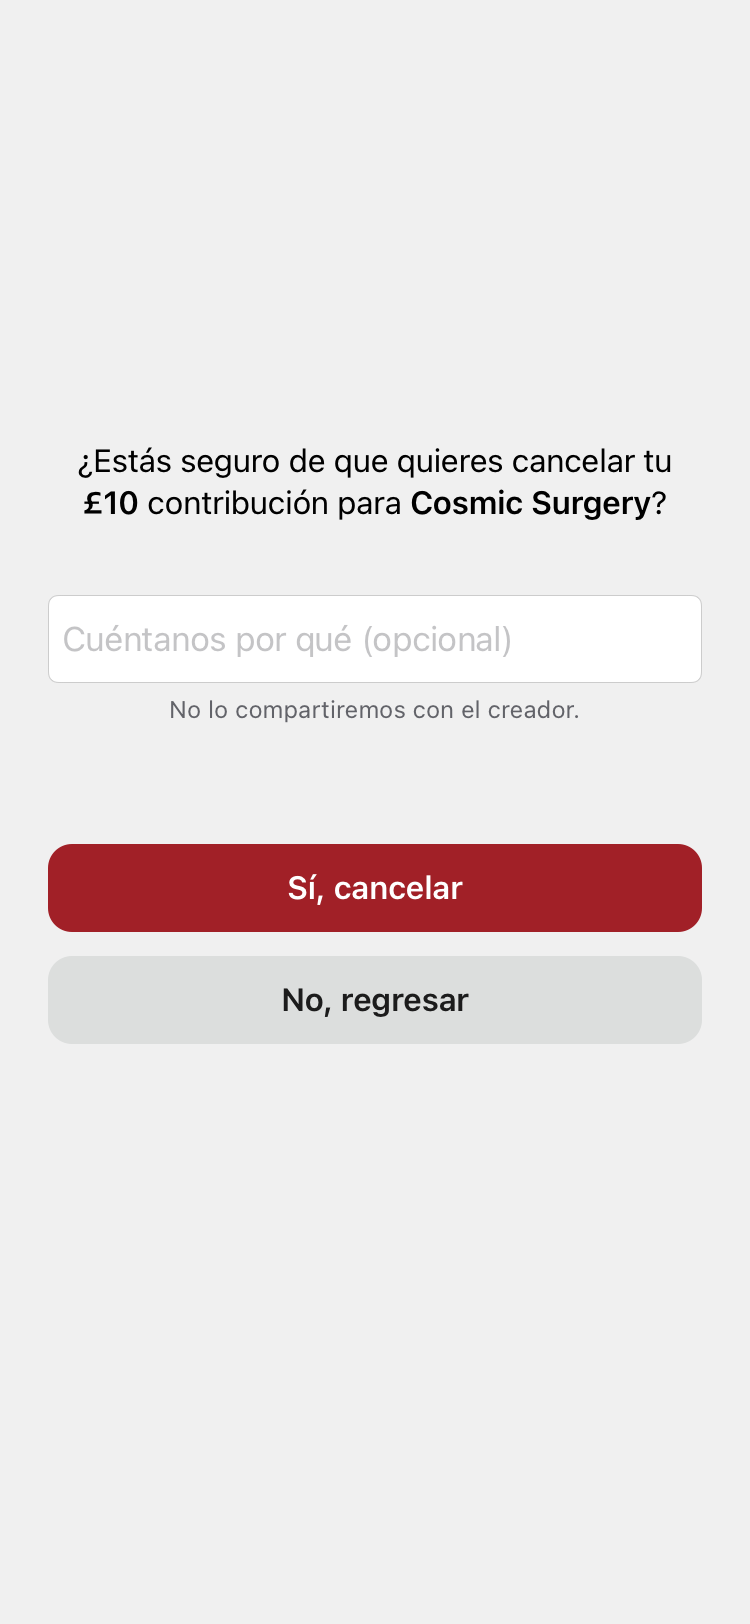 ¿Estás seguro de que quieres cancelar tu
£10 contribución para Cosmic Surgery?
Cuéntanos por qué (opcional)
No lo compartiremos con el creador.
Sí, cancelar
No, regresar